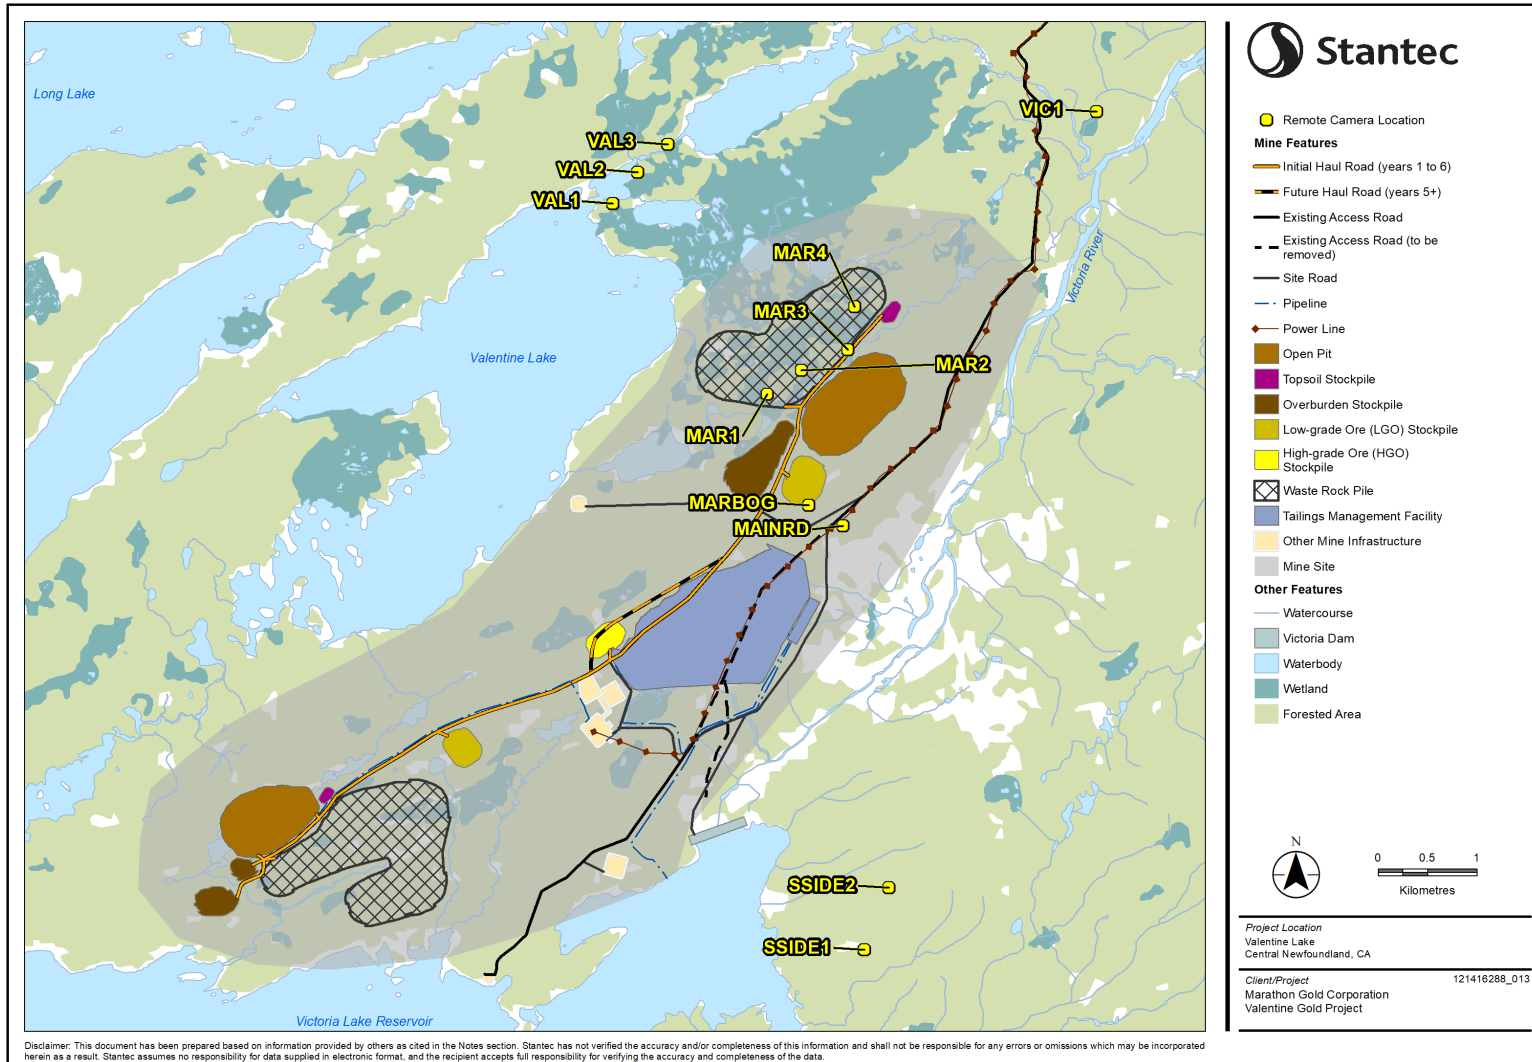 Long Lake
VIC1
VAL3
VAL2
VAL1
MAR4
Victoria River
MAR3
Valentine Lake
MAR2
MAR1
MARBOG
MAINRD
SSIDE2
SSIDE1
Victoria Lake Reservoir
Stantec
Remote Camera Location
Mine Features
Initial Haul Road (years 1 to 6)
Future Haul Road (years 5+)
Existing Access Road
Existing Access Road (to be
removed)
Site Road
Pipeline
Power Line
Open Pit
Topsoil Stockpile
Overburden Stockpile
Low-grade Ore (LGO) Stockpile
High-grade Ore (HGO)
Stockpile
Waste Rock Pile
Tailings Management Facility
Other Mine Infrastructure
Mine Site
Other Features
Watercourse
Victoria Dam
Waterbody
Wetland
Forested Area
N
0 0.5 1
Kilometres
Project Location
Valentine Lake
Central Newfoundland, CA
Client/Project 121416288_013
Marathon Gold Corporation
Valentine Gold Project
Disclaimer: This document has been prepared based on information provided by others as cited in the Notes section. Stantec has not verified the accuracy and/or completeness of this information and shall not be responsible for any errors or omissions which may be incorporated
herein as a result. Stantec assumes no responsibility for data supplied in electronic format, and the recipient accepts full responsibility for verifying the accuracy and completeness of the data.